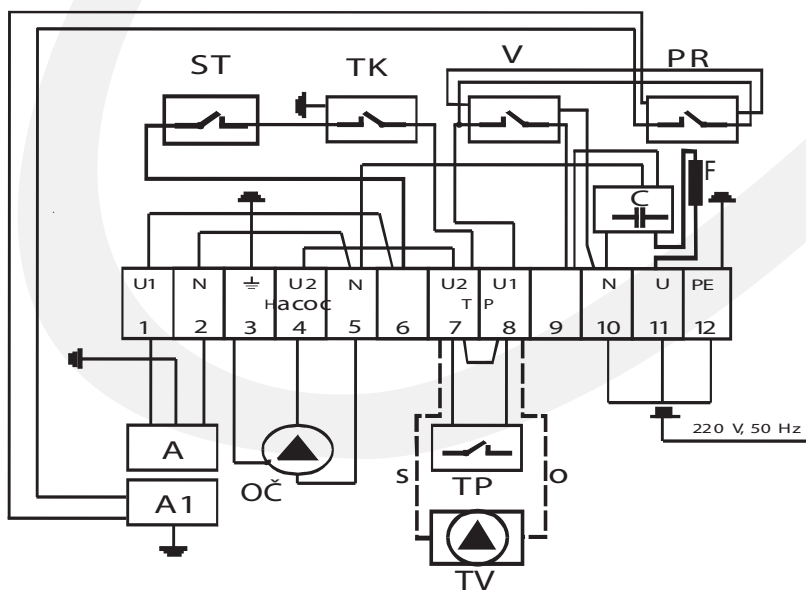 ST TK V PR
F
C
U1 N U2 N U2 U1 N U PE
Насос Т Р
1 2 3 4 5 6 7 8 9 10 11 12
220 V, 50 Hz
A
OČ S TP O
A1
TV